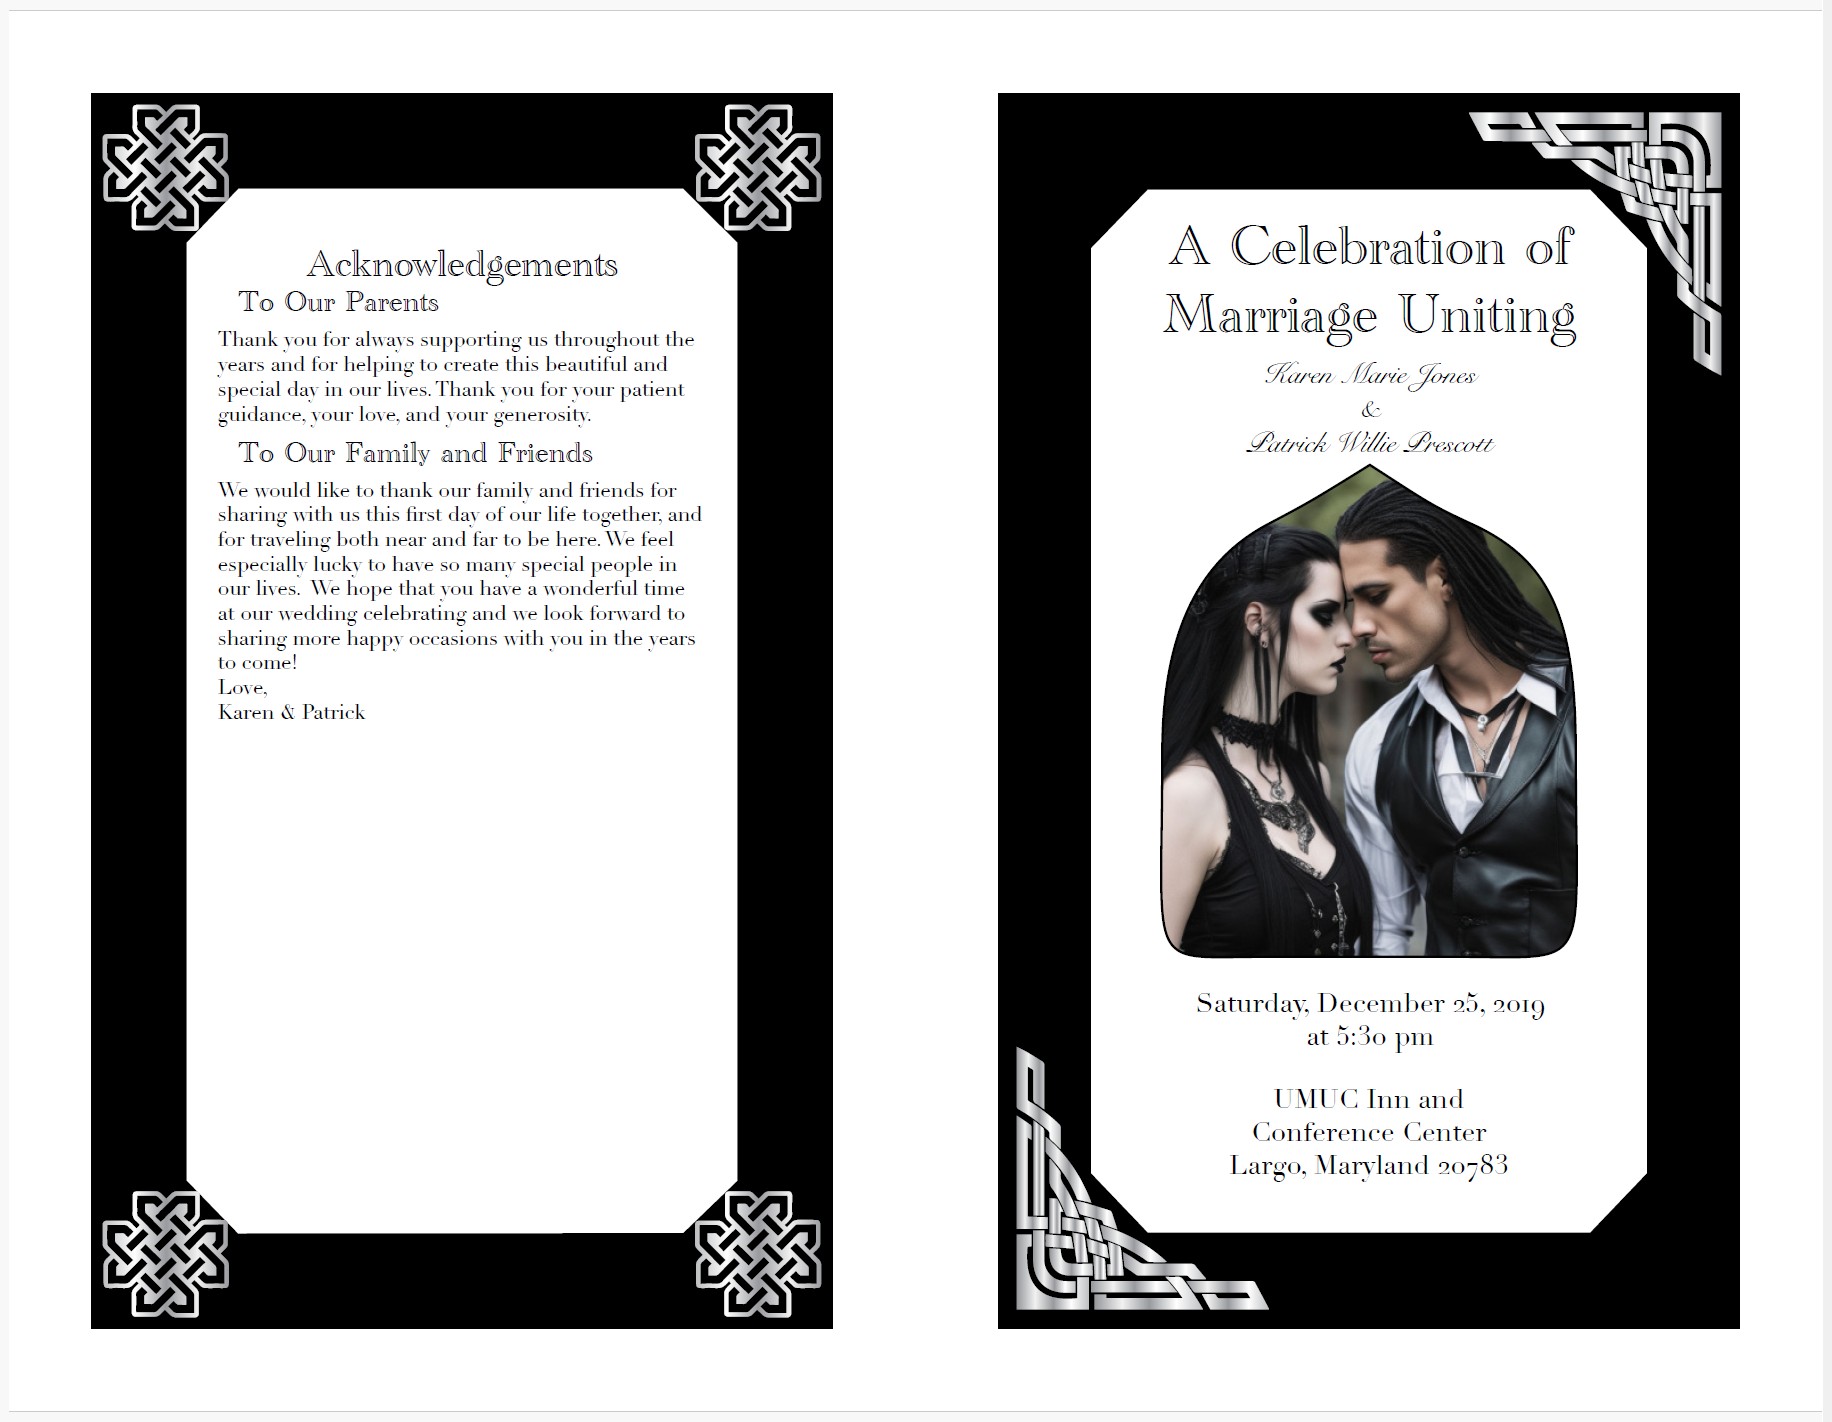 Acknowledgements
To Our Parents
Thank you for always supporting us throughout the
years and for helping to create this beautiful and
special day in our lives. Thank you for your patient
guidance, your love, and your generosity.
To Our Family and Friends
We would like to thank our family and friends for
sharing with us this first day of our life together, and
for traveling both near and far to be here. We feel
especially lucky to have so many special people in
our lives.  We hope that you have a wonderful time
at our wedding celebrating and we look forward to
sharing more happy occasions with you in the years
to come!
Love,
Karen & Patrick
A Celebration of
Marriage Uniting
Karen Marie Jones
&
Patrick Willie Prescott
Saturday, December 25, 2019
at 5:30 pm
UMUC Inn and
Conference Center
Largo, Maryland 20783